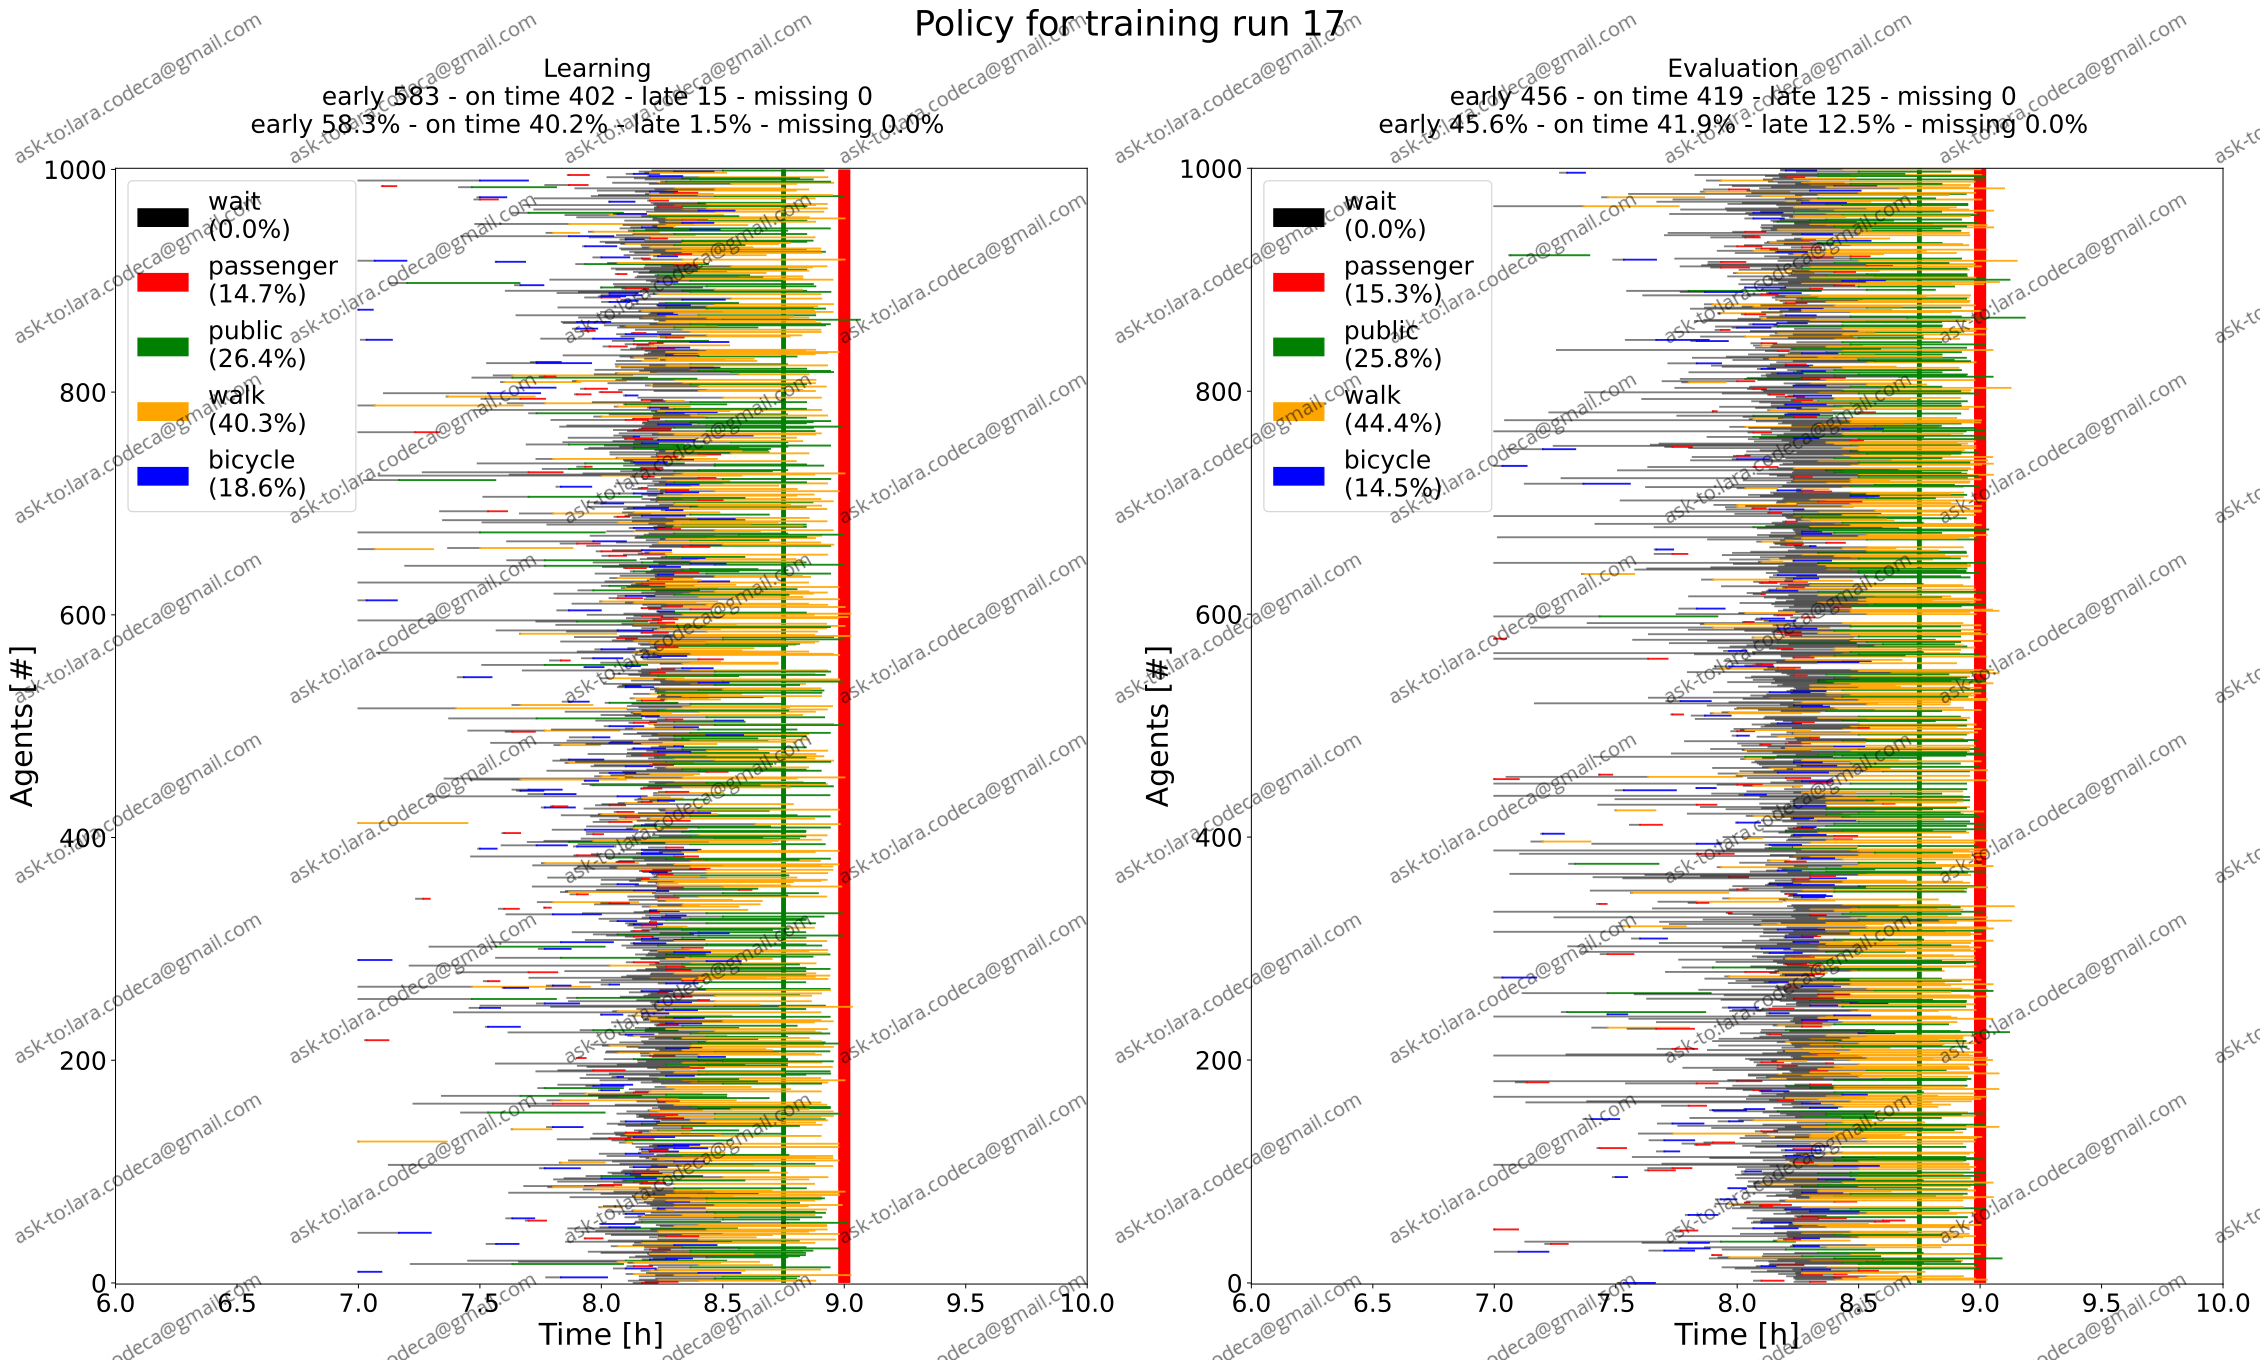 Policy for training run 17
Learning
early 583 - on time 402 - late 15 - missing 0
early 58.3% - on time 40.2% - late 1.5% - missing 0.0%
1000
800
600
400
200
0
Agents [#]
wait
(0.0%)
passenger
(14.7%)
public
(26.4%)
walk
(40.3%)
bicycle
(18.6%)
6.0 6.5 7.0 7.5 8.0 8.5 9.0 9.5 10.0
Time [h]
Evaluation
early 456 - on time 419 - late 125 - missing 0
early 45.6% - on time 41.9% - late 12.5% - missing 0.0%
1000
800
600
400
200
0
Agents [#]
wait
(0.0%)
passenger
(15.3%)
public
(25.8%)
walk
(44.4%)
bicycle
(14.5%)
6.0 6.5 7.0 7.5 8.0 8.5 9.0 9.5 10.0
Time [h]
ask-to:lara.codeca@gmail.com